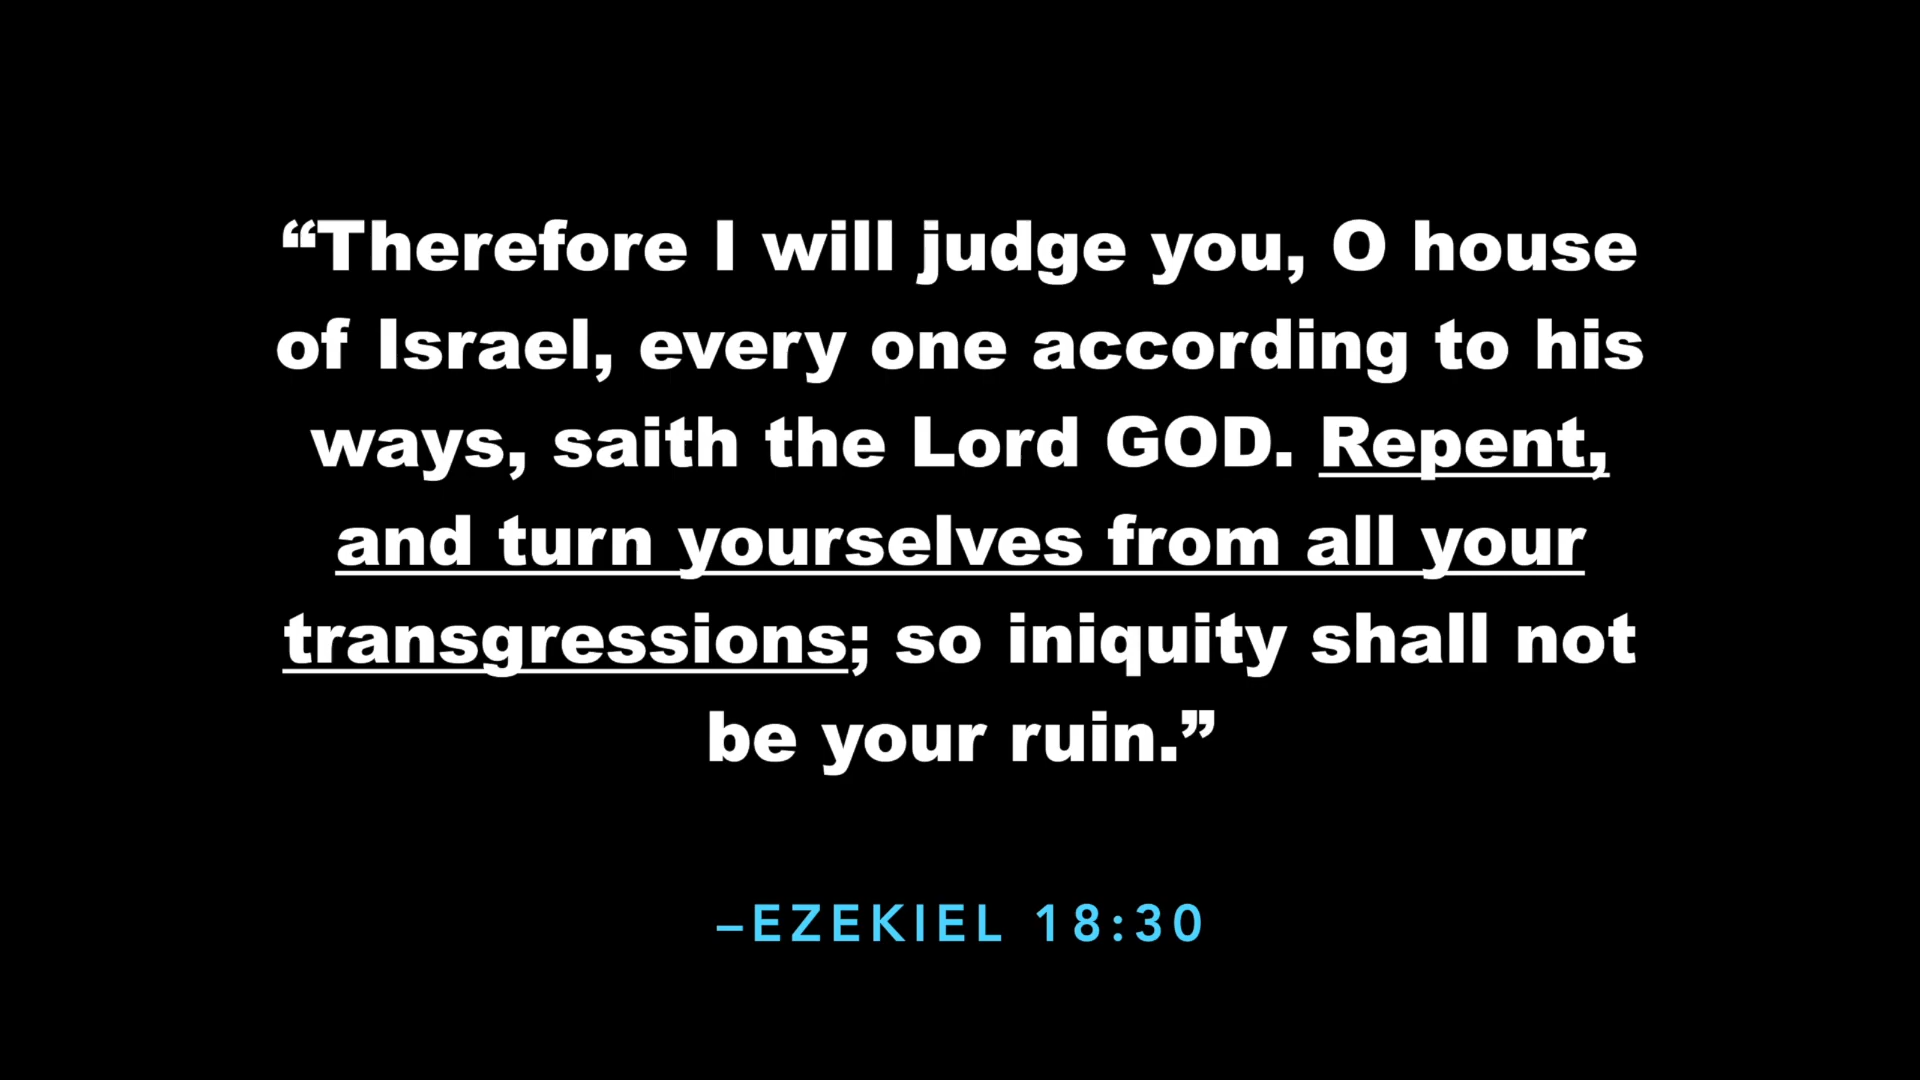 “Therefore I will judge you, O house
of Israel, every one according to his
ways, saith the Lord GOD. Repent,
and turn yourselves from all your
transgressions; so iniquity shall not
be your ruin.”
–EZEKIEL 18:30